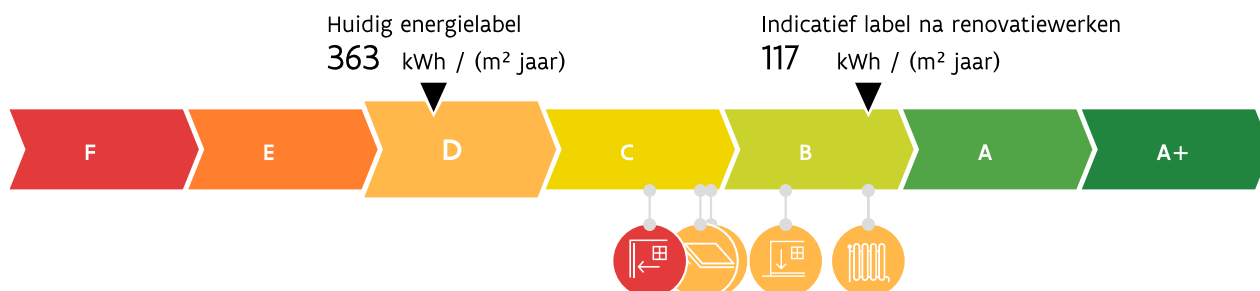 Huidig energielabel
363 kWh / (m² jaar)
Indicatief label na renovatiewerken
117 kWh / (m² jaar)
F E D C B A A+